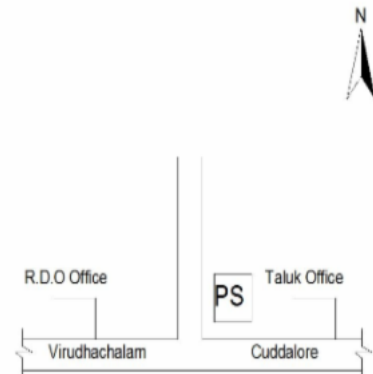 N
R.D.O Office
PS
Taluk Office
Virudhachalam
Cuddalore